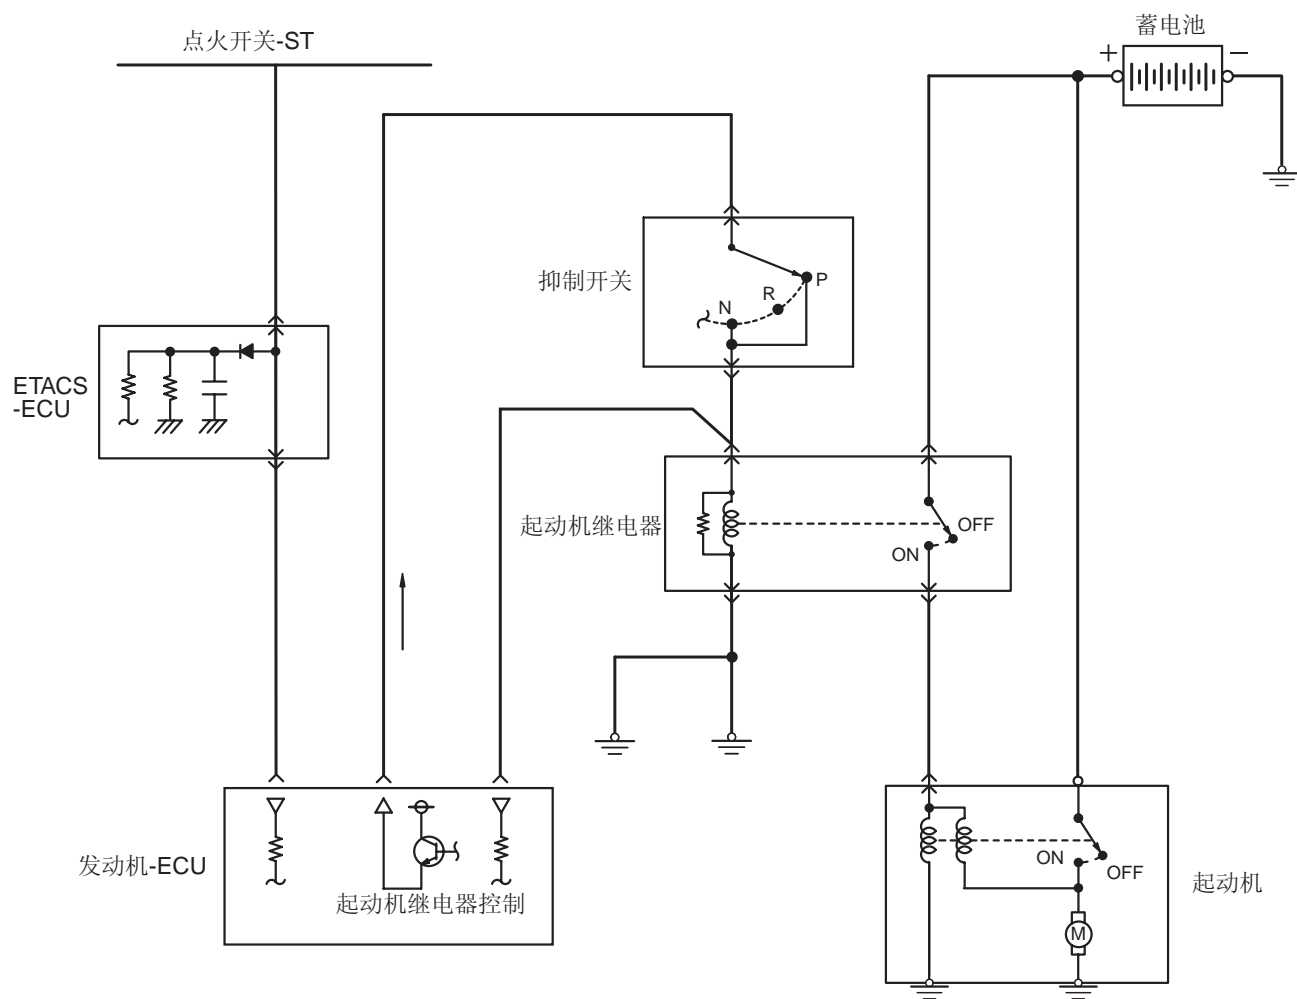 蓄电池
点火开关-ST
+ −
抑制开关
P
R
N
ETACS
-ECU
起动机继电器
OFF
ON
发动机-ECU
起动机继电器控制
ON
OFF
起动机
M